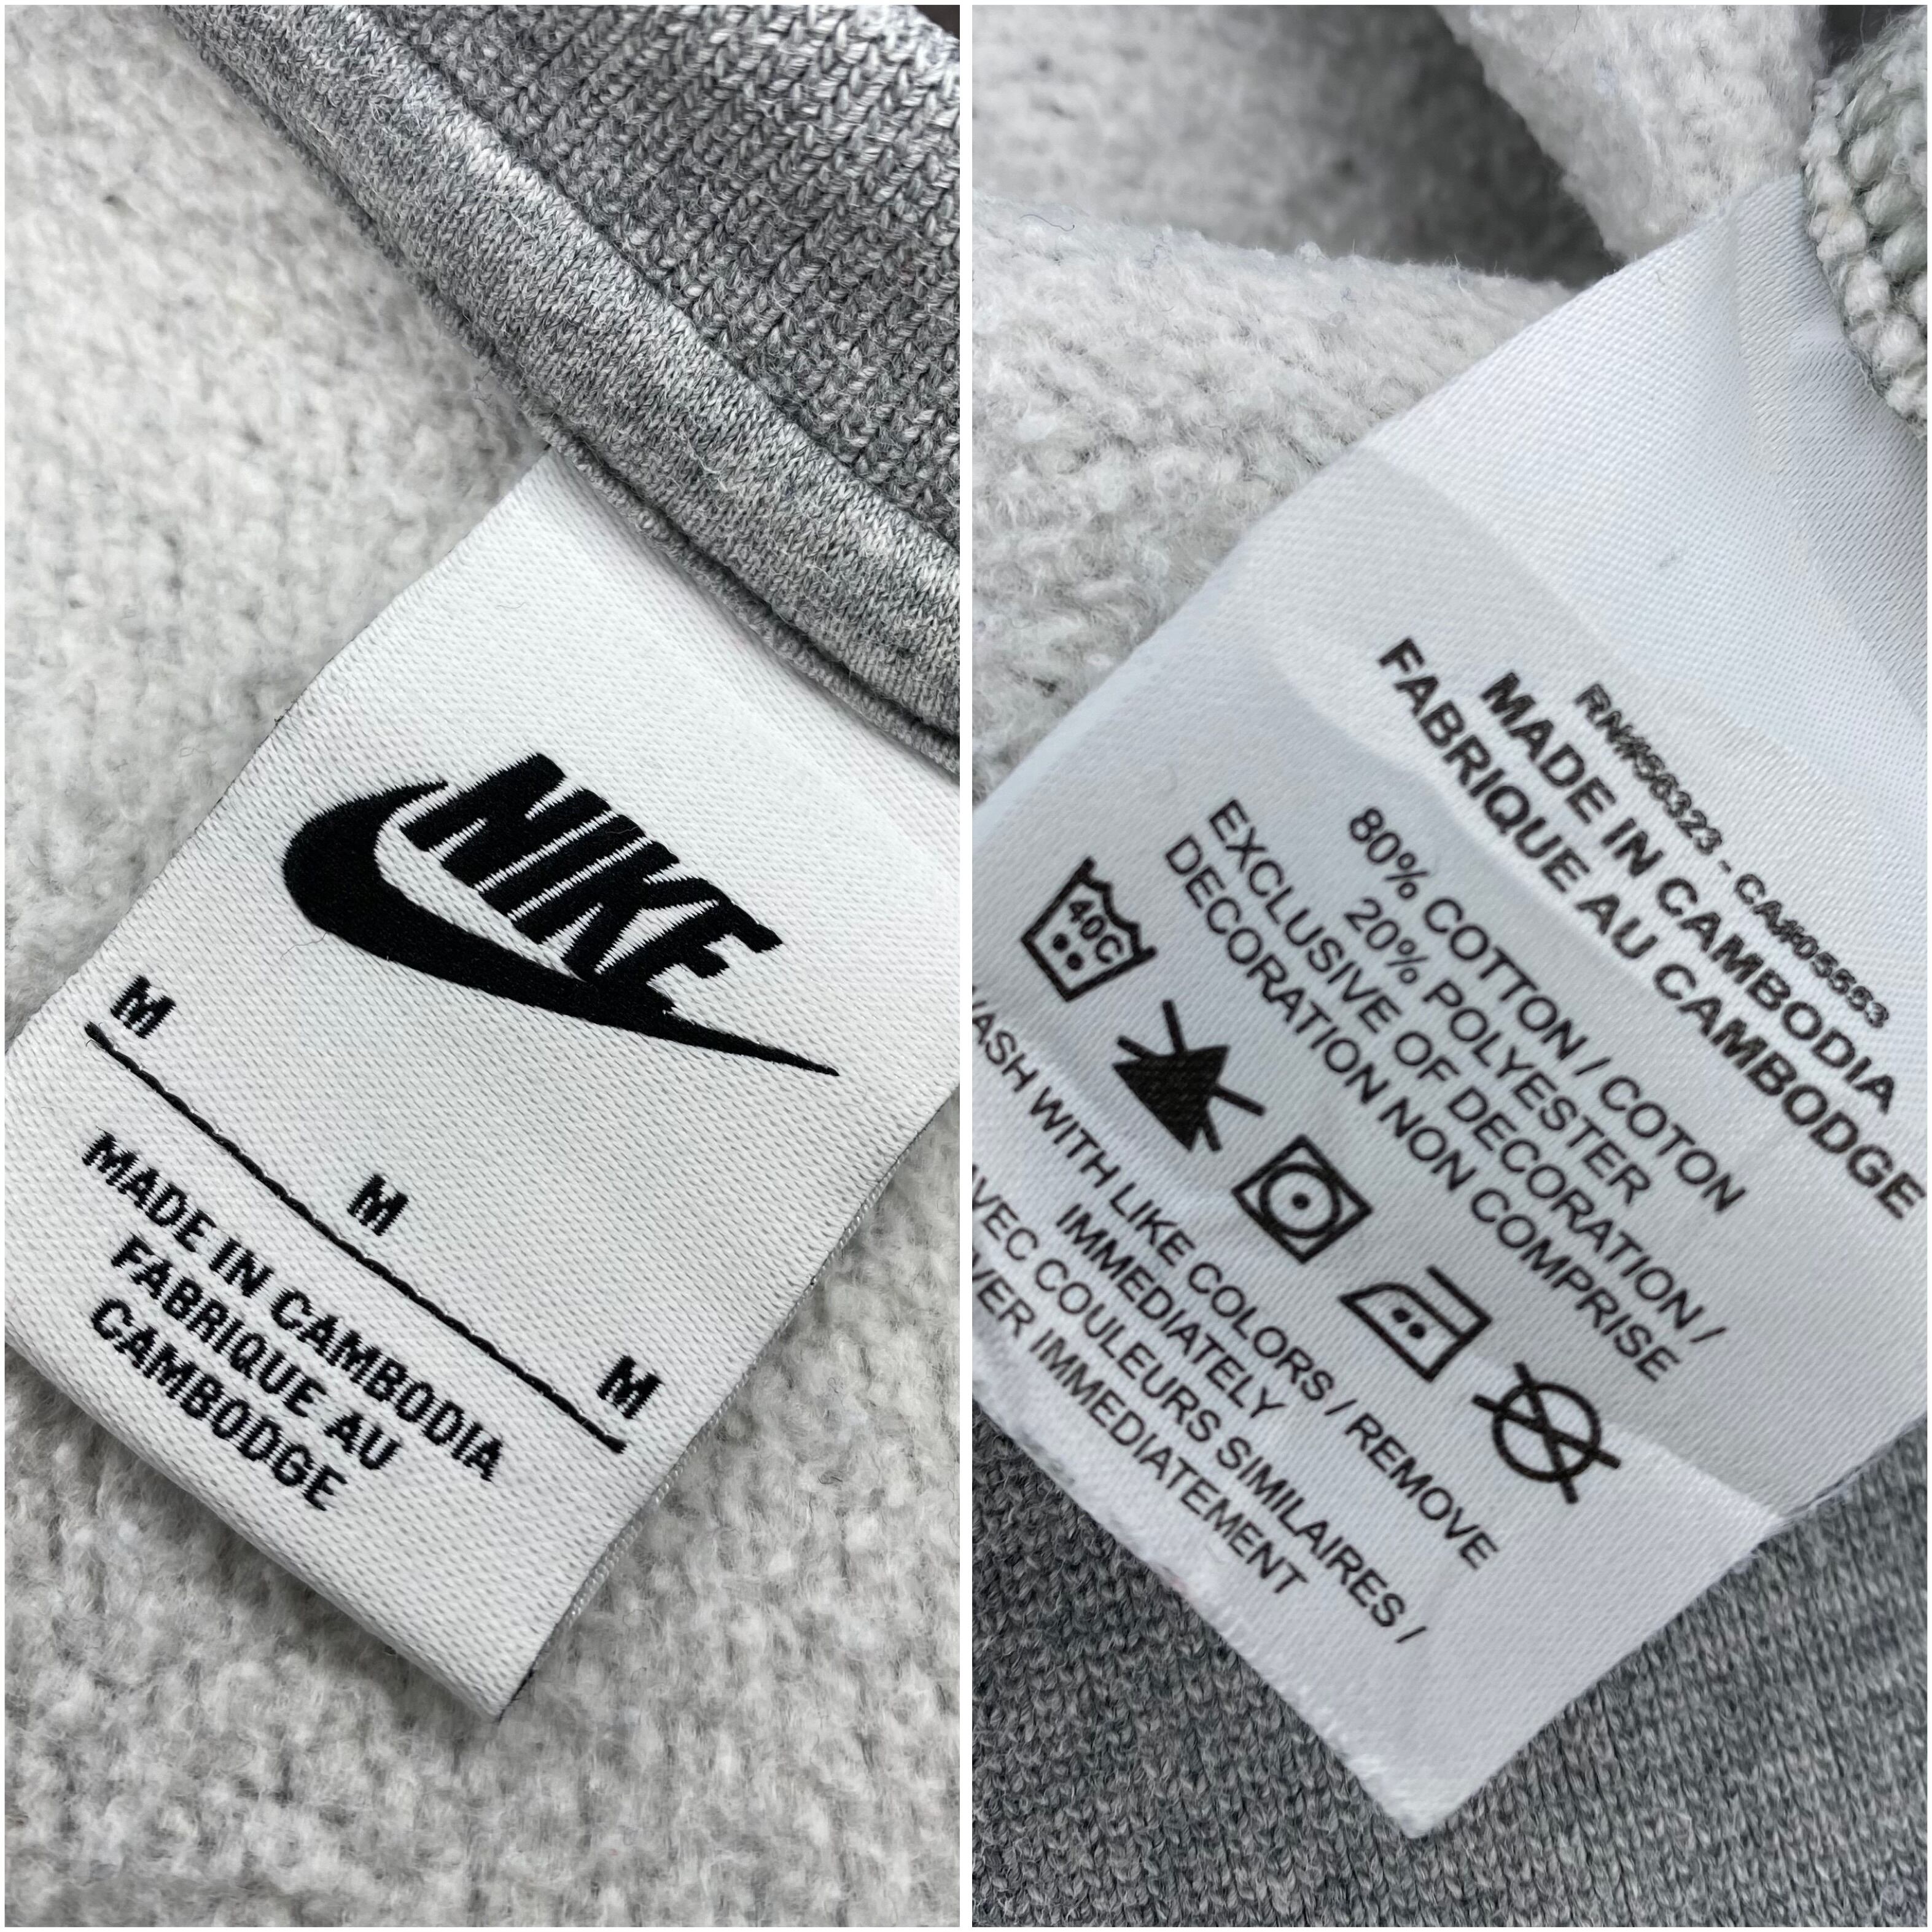 NIKE
M
M
M
MADE IN CAMBODIA
FABRIQUE AU
CAMBODGE
RN#56323 - CA#05553
MADE IN CAMBODIA
FABRIQUE AU CAMBODGE
80% COTTON / COTON
20% POLYESTER
EXCLUSIVE OF DECORATION /
DECORATION NON COMPRISE
40C
WASH WITH LIKE COLORS / REMOVE
IMMEDIATELY
AVEC COULEURS SIMILAIRES /
IMMEDIATEMENT